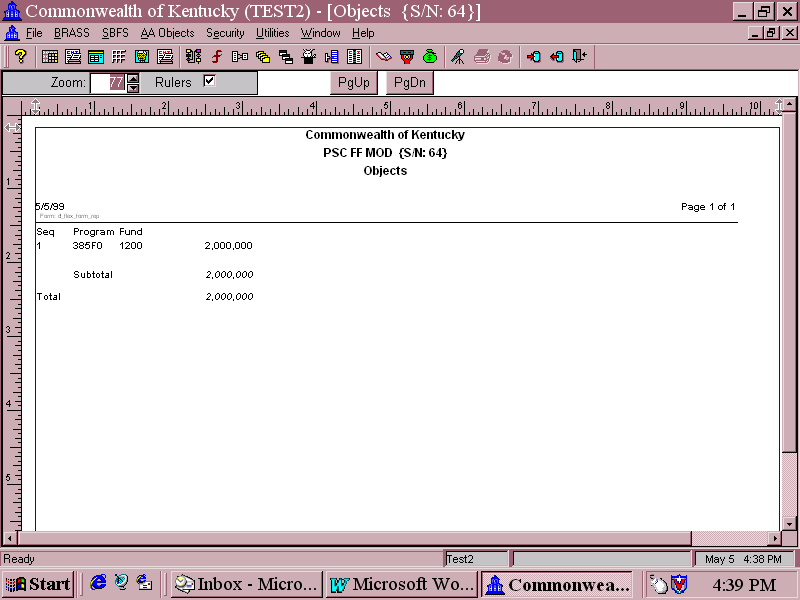 Commonwealth of Kentucky (TEST2) - [Objects {S/N: 64}]
File BRASS SBFS AA Objects Security Utilities Window Help
Zoom: 77 Rulers PgUp PgDn
1 2 3 4 5 6 7 8 9 10
Commonwealth of Kentucky
PSC FF MOD {S/N: 64}
Objects
1
5/5/99 Page 1 of 1
Form: d_flex_form_rep
Seq Program Fund
1 385F0 1200 2,000,000
2
Subtotal 2,000,000
Total 2,000,000
3
4
5
Ready Test2 May 5 4:38 PM
Start Inbox - Micro... Microsoft Wo... Commonwea... 4:39 PM